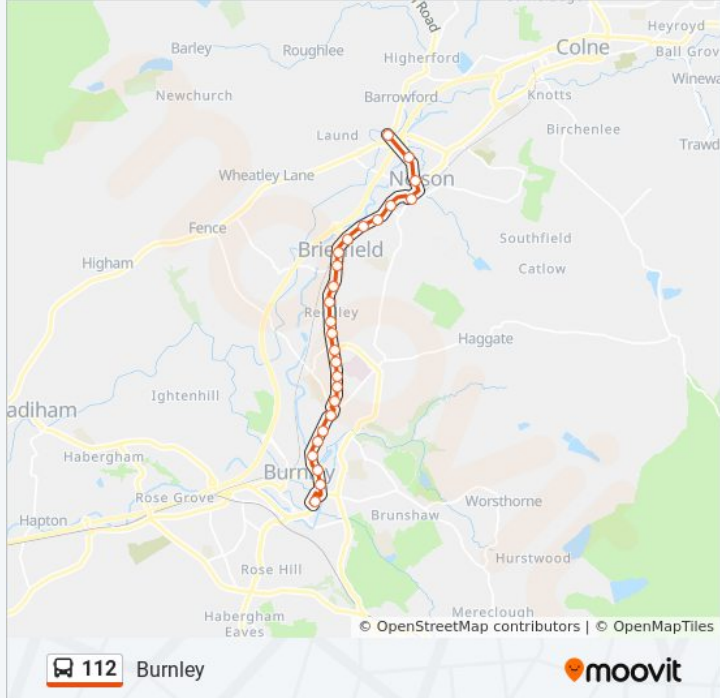 Road
Heyroyd
Colne
Barley
Roughlee
Ball Grov
Higherford
Winewa
Newchurch
Barrowford
Knotts
Laund
Birchenlee
Trawd
Wheatley Lane
Nelson
Fence
Southfield
Brierfield
Higham
Catlow
Reedley
Haggate
Ightenhill
adiham
Habergham
Burnley
Rose Grove
Worsthorne
Hapton
Brunshaw
Hurstwood
Rose Hill
Habergham
Eaves
Mereclough
© OpenStreetMap contributors | © OpenMapTiles
112 Burnley
moovit